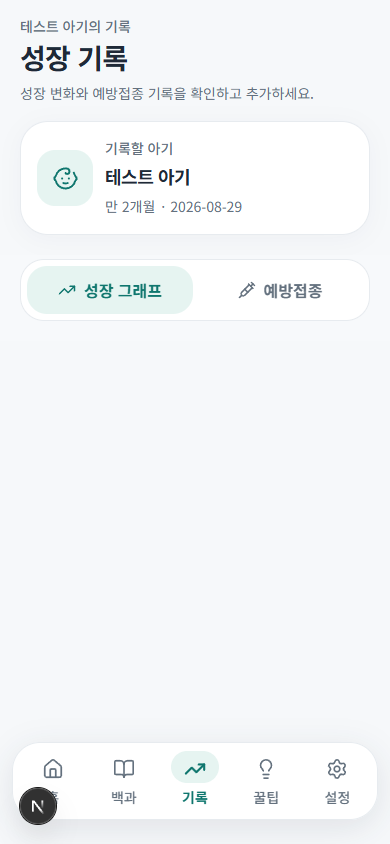 테스트 아기의 기록
성장 기록
성장 변화와 예방접종 기록을 확인하고 추가하세요.
기록할 아기
테스트 아기
만 2개월 · 2026-08-29
성장 그래프
예방접종
백과
기록
꿀팁
설정
N